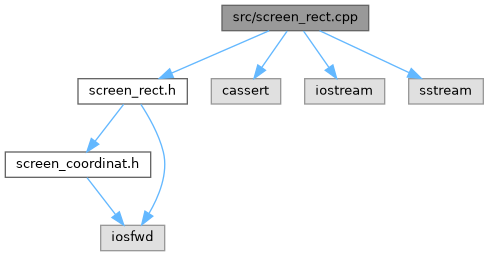 src/screen_rect.cpp
screen_rect.h
cassert
iostream
sstream
screen_coordinat.h
iosfwd